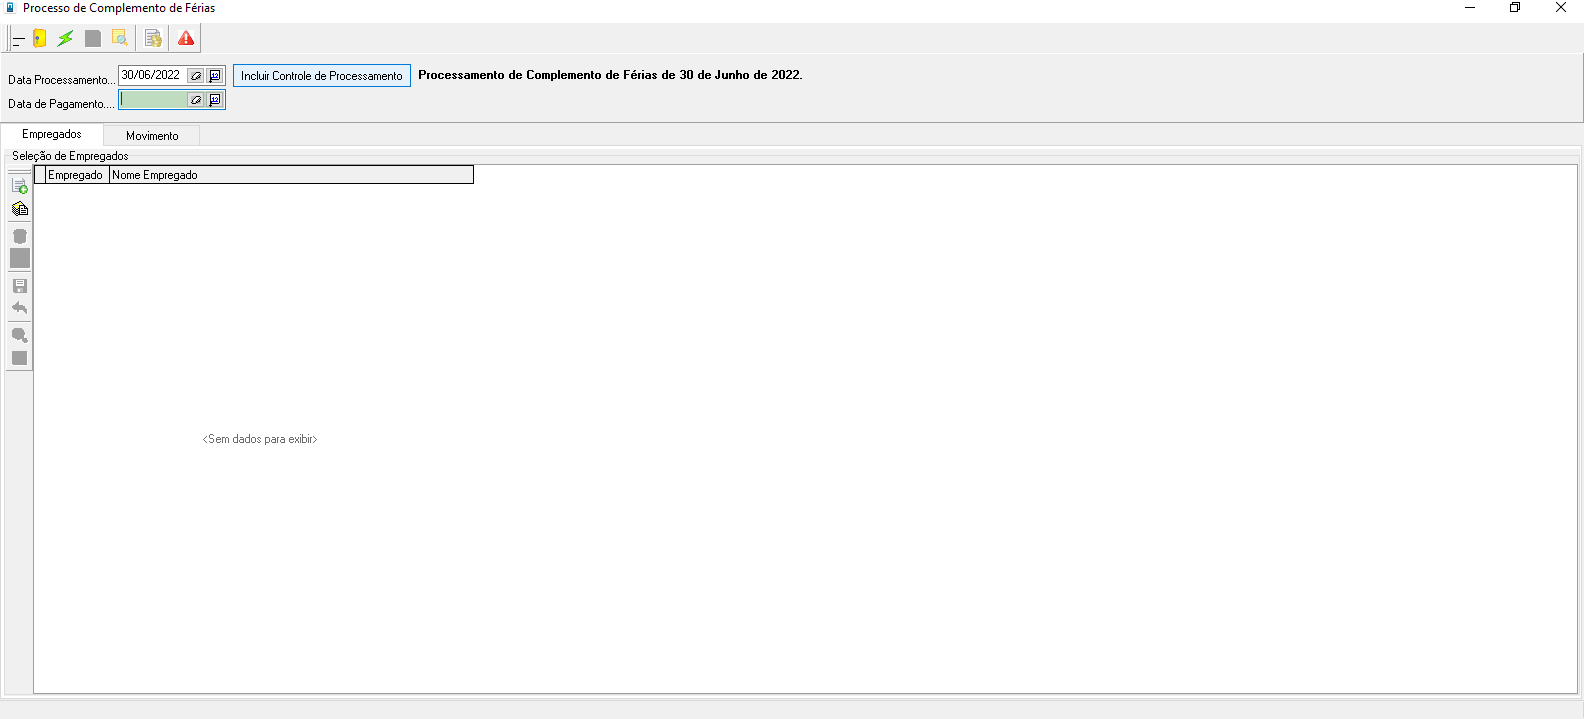 Processo de Complemento de Férias
Data Processamento... 30/06/2022 Incluir Controle de Processamento Processamento de Complemento de Férias de 30 de Junho de 2022.
Data de Pagamento....
Empregados Movimento
Seleção de Empregados
Empregado Nome Empregado
<Sem dados para exibir>